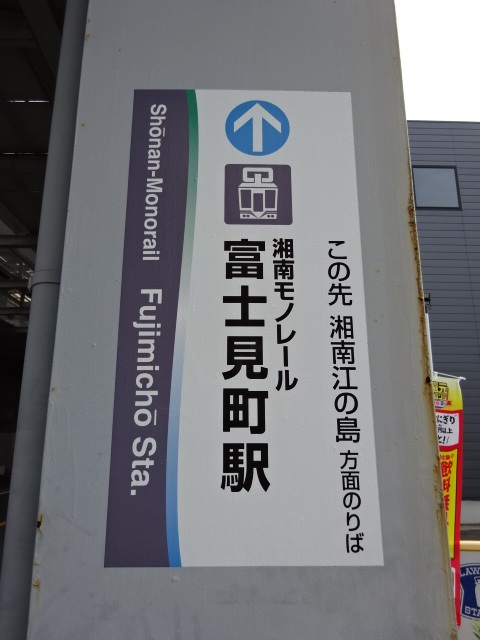 この先 湘南江の島 方面のりば
湘南モノレール
富士見町駅
Shōnan-Monorail Fujimichō Sta.